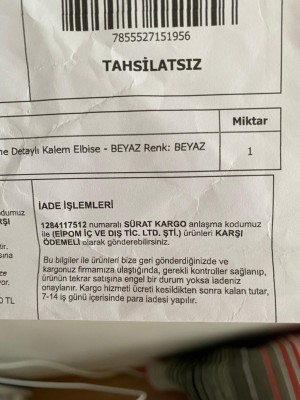 7855527151956
TAHSİLATSIZ
Miktar
Detaylı Kalem Elbise - BEYAZ Renk: BEYAZ
1
İADE İŞLEMLERİ
1284117512 numaralı SÜRAT KARGO anlaşma kodumuz
ile (EİPOM İÇ VE DIŞ TİC. LTD. ŞTİ.) ürünleri KARŞI
ÖDEMELİ olarak gönderebilirsiniz.
Bu bilgiler ile ürünleri bize geri gönderdiğinizde ve
kargonuz firmamıza ulaştığında, gerekli kontroller sağlanıp,
ürünün tekrar satışına engel bir durum yoksa iadeniz
onaylanır. Kargo hizmeti ücreti kesildikten sonra kalan tutar,
7-14 iş günü içerisinde para iadesi yapılır.